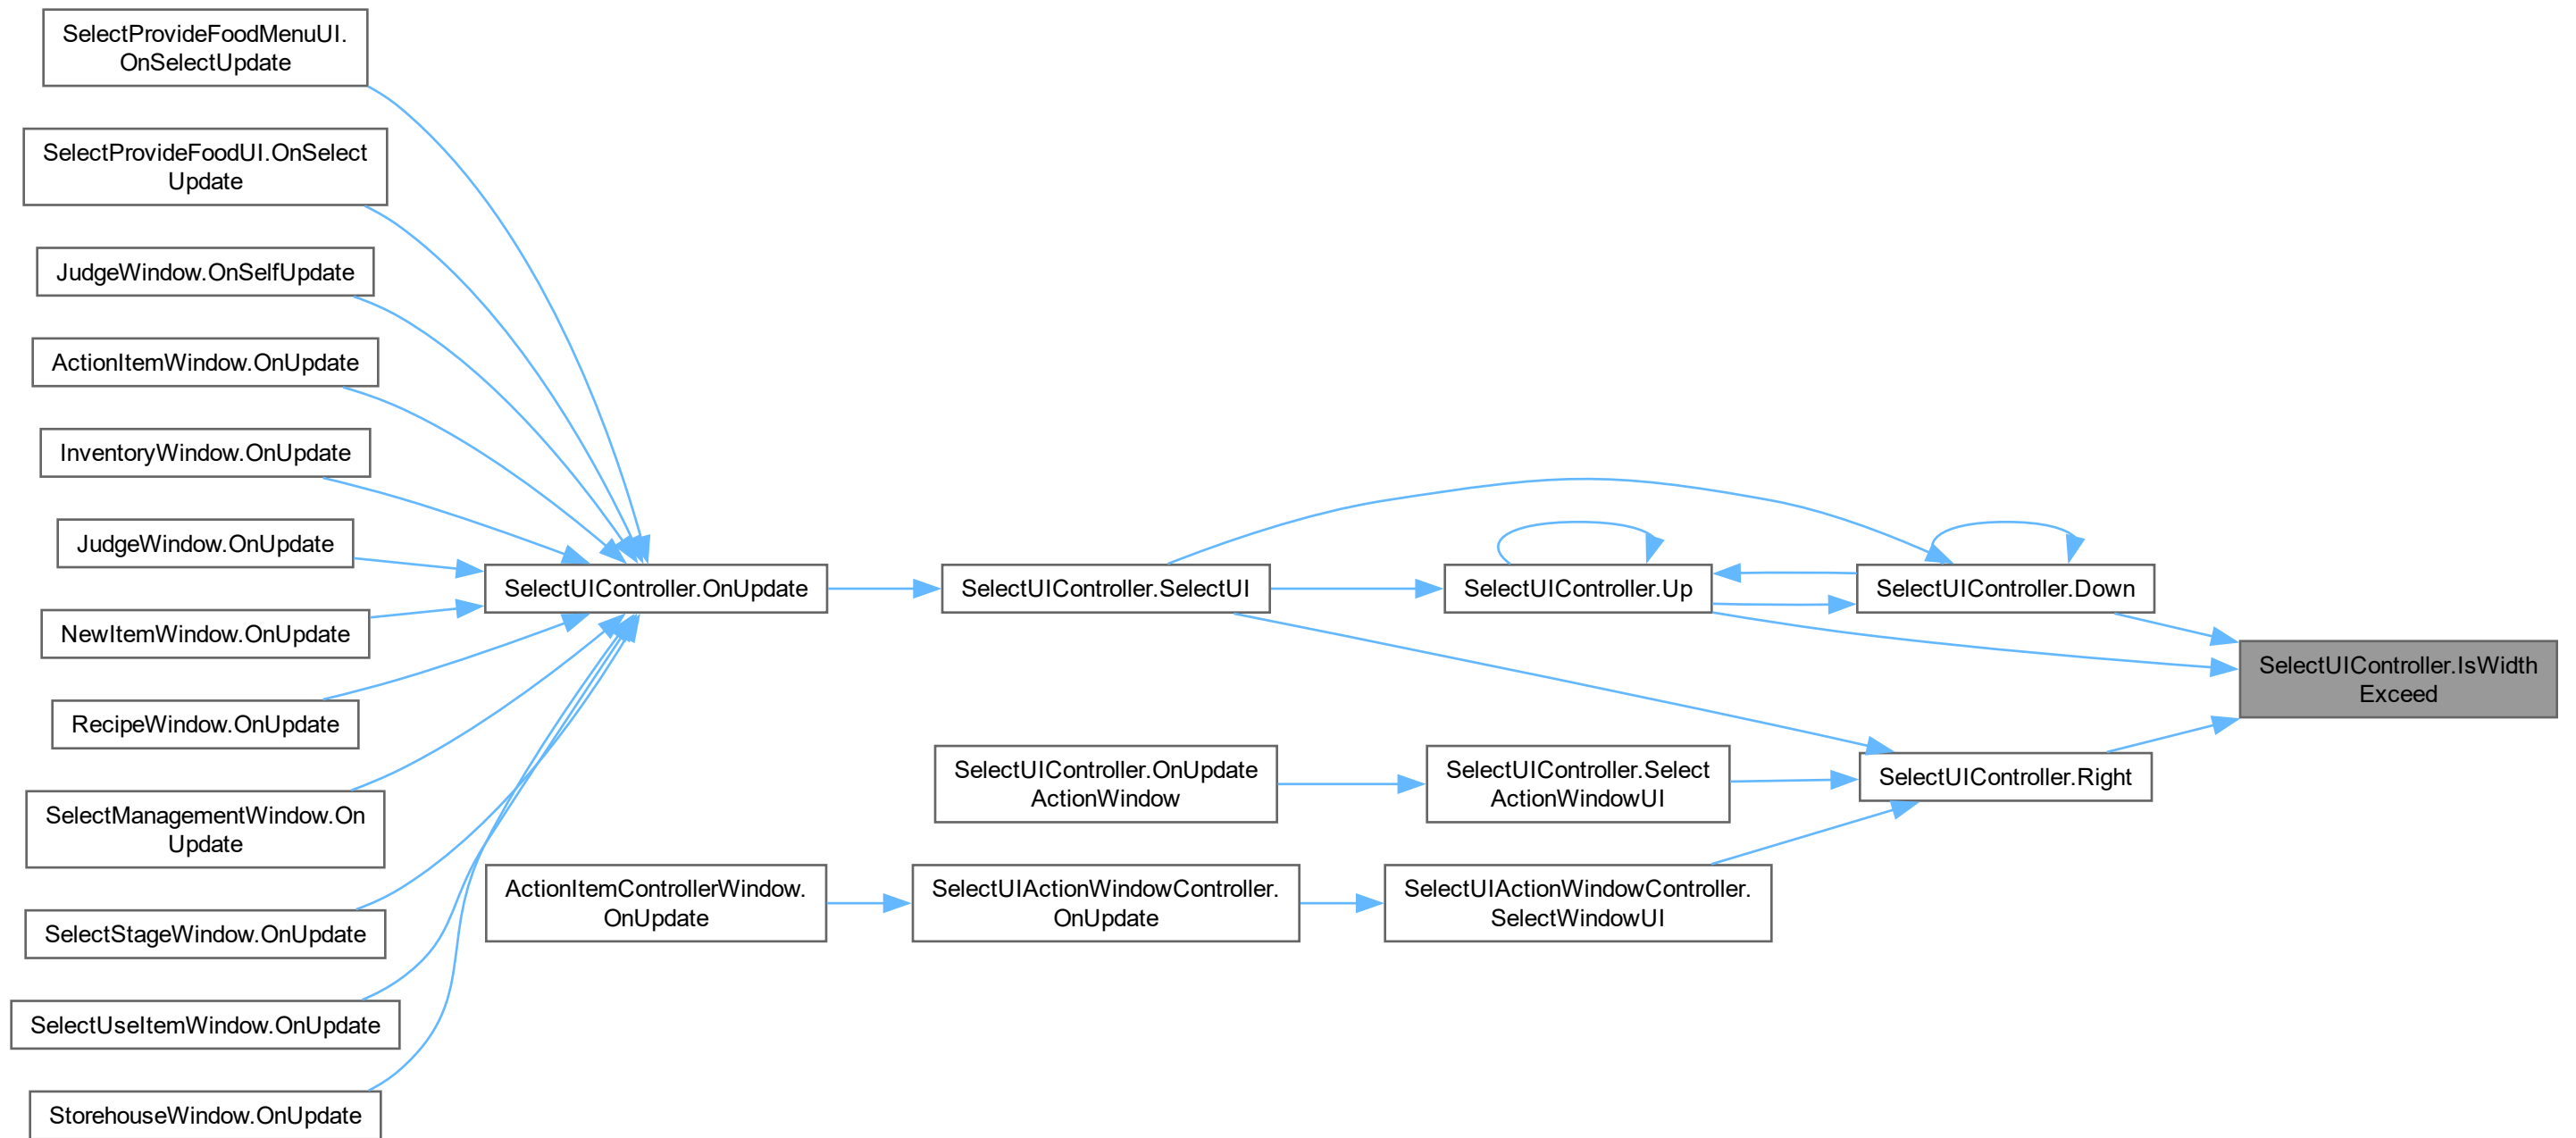 SelectProvideFoodMenuUI.
OnSelectUpdate
SelectProvideFoodUI.OnSelect
Update
JudgeWindow.OnSelfUpdate
ActionItemWindow.OnUpdate
InventoryWindow.OnUpdate
JudgeWindow.OnUpdate
NewItemWindow.OnUpdate
RecipeWindow.OnUpdate
SelectManagementWindow.On
Update
SelectStageWindow.OnUpdate
SelectUseItemWindow.OnUpdate
StorehouseWindow.OnUpdate
SelectUIController.OnUpdate
ActionItemControllerWindow.
OnUpdate
SelectUIController.SelectUI
SelectUIController.OnUpdate
ActionWindow
SelectUIActionWindowController.
OnUpdate
SelectUIController.Up
SelectUIController.Select
ActionWindowUI
SelectUIActionWindowController.
SelectWindowUI
SelectUIController.Down
SelectUIController.Right
SelectUIController.IsWidth
Exceed